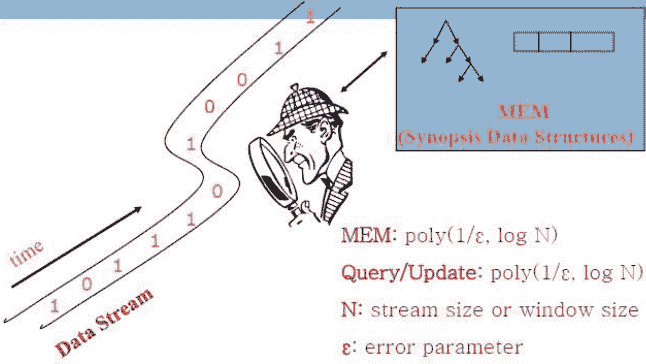 MEM
(Synopsis Data Structures)
time
1 0 1 1 1 0 1 0 0 1 1
Data Stream
MEM: poly(1/ε, log N)
Query/Update: poly(1/ε, log N)
N: stream size or window size
ε: error parameter